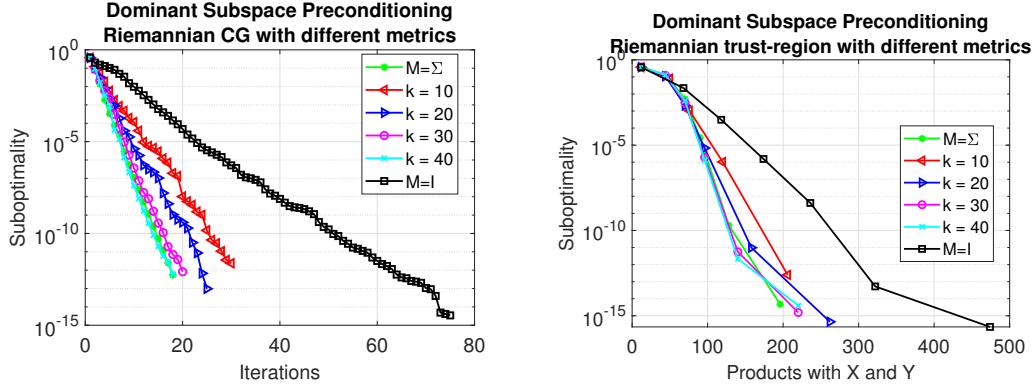 Dominant Subspace Preconditioning
Riemannian CG with different metrics
10^0
10^-5
10^-10
10^-15
Suboptimality
0
20
40
60
80
Iterations
M=Σ
k = 10
k = 20
k = 30
k = 40
M=I
Dominant Subspace Preconditioning
Riemannian trust-region with different metrics
10^0
10^-5
10^-10
10^-15
Suboptimality
0
100
200
300
400
500
Products with X and Y
M=Σ
k = 10
k = 20
k = 30
k = 40
M=I